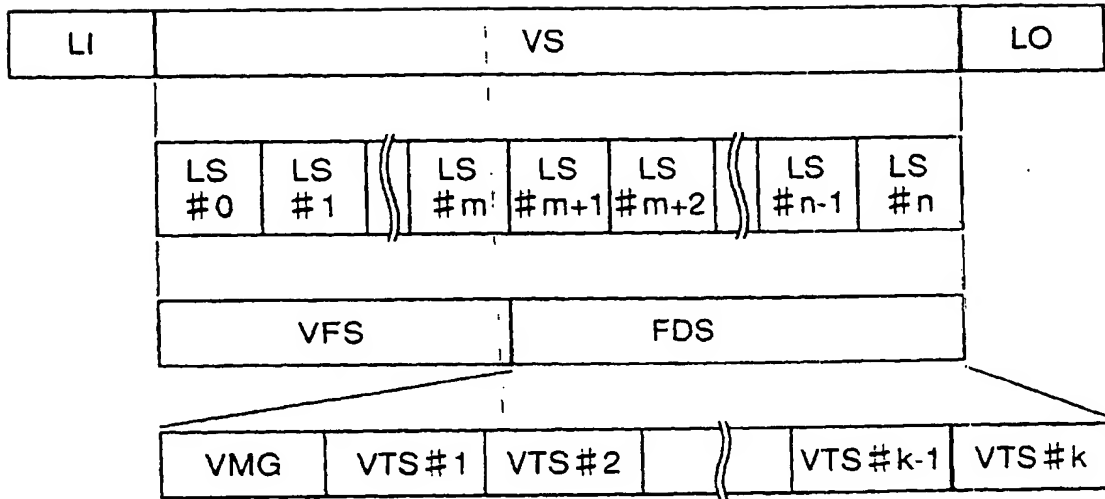 LI VS LO
LS LS LS LS LS LS LS
#0 #1 #m #m+1 #m+2 #n-1 #n
VFS FDS
VMG VTS#1 VTS#2 VTS#k-1 VTS#k